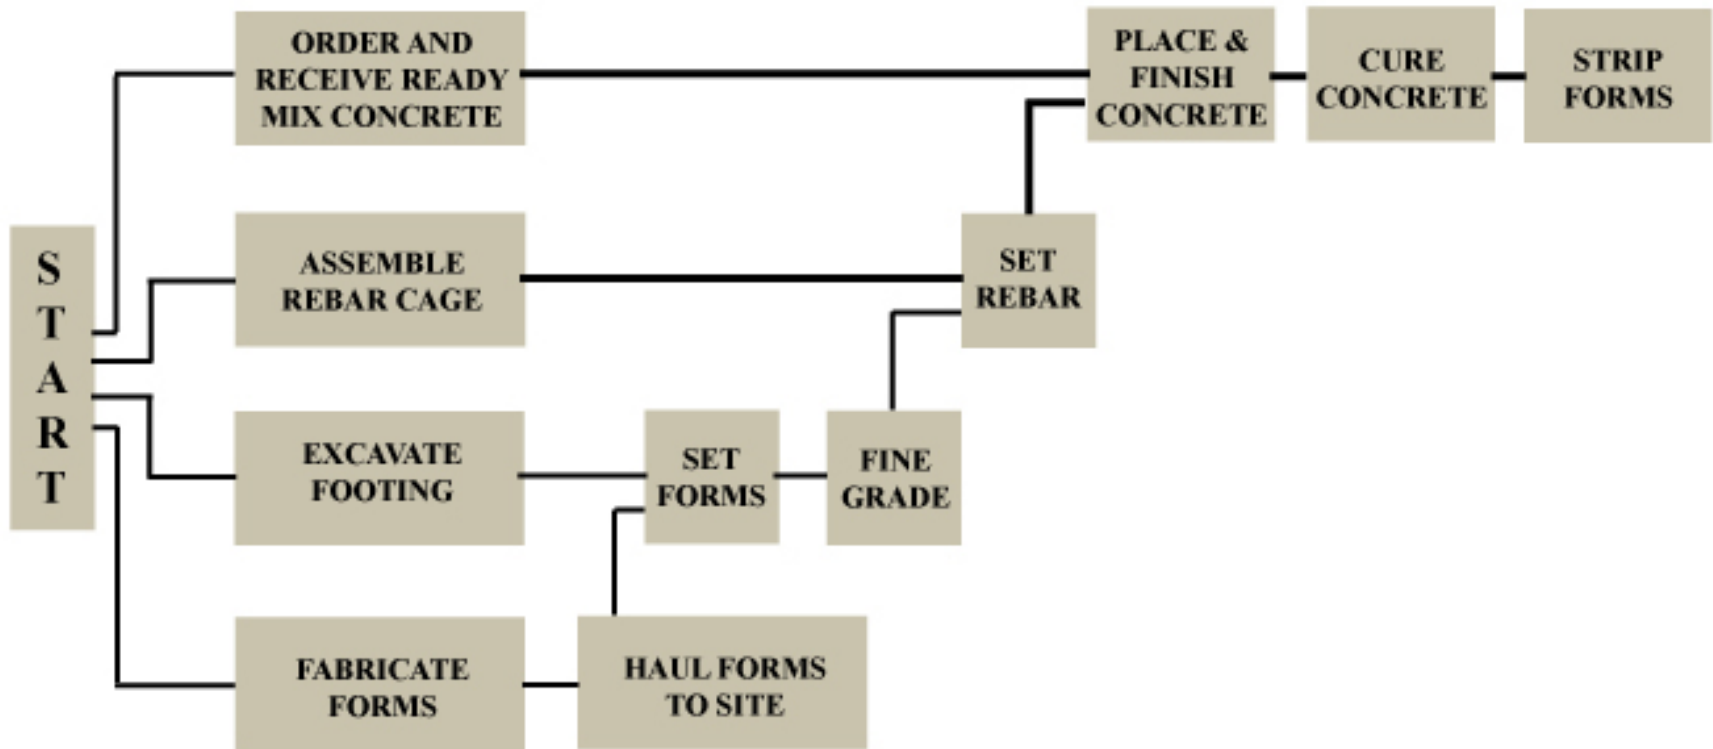 ORDER AND
RECEIVE READY
MIX CONCRETE
PLACE &
FINISH
CONCRETE
CURE
CONCRETE
STRIP
FORMS
S
T
A
R
T
ASSEMBLE
REBAR CAGE
SET
REBAR
EXCAVATE
FOOTING
SET
FORMS
FINE
GRADE
FABRICATE
FORMS
HAUL FORMS
TO SITE